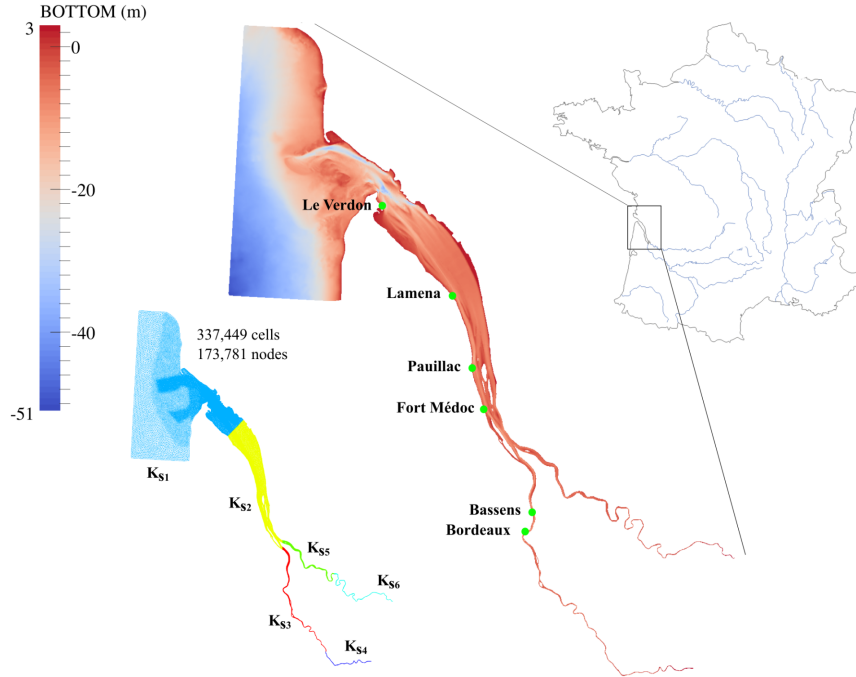 BOTTOM (m)
3
0
-20
-40
-51
Le Verdon
Lamena
Pauillac
Fort Médoc
Bassens
Bordeaux
337,449 cells
173,781 nodes
KS1
KS2
KS5
KS6
KS3
KS4